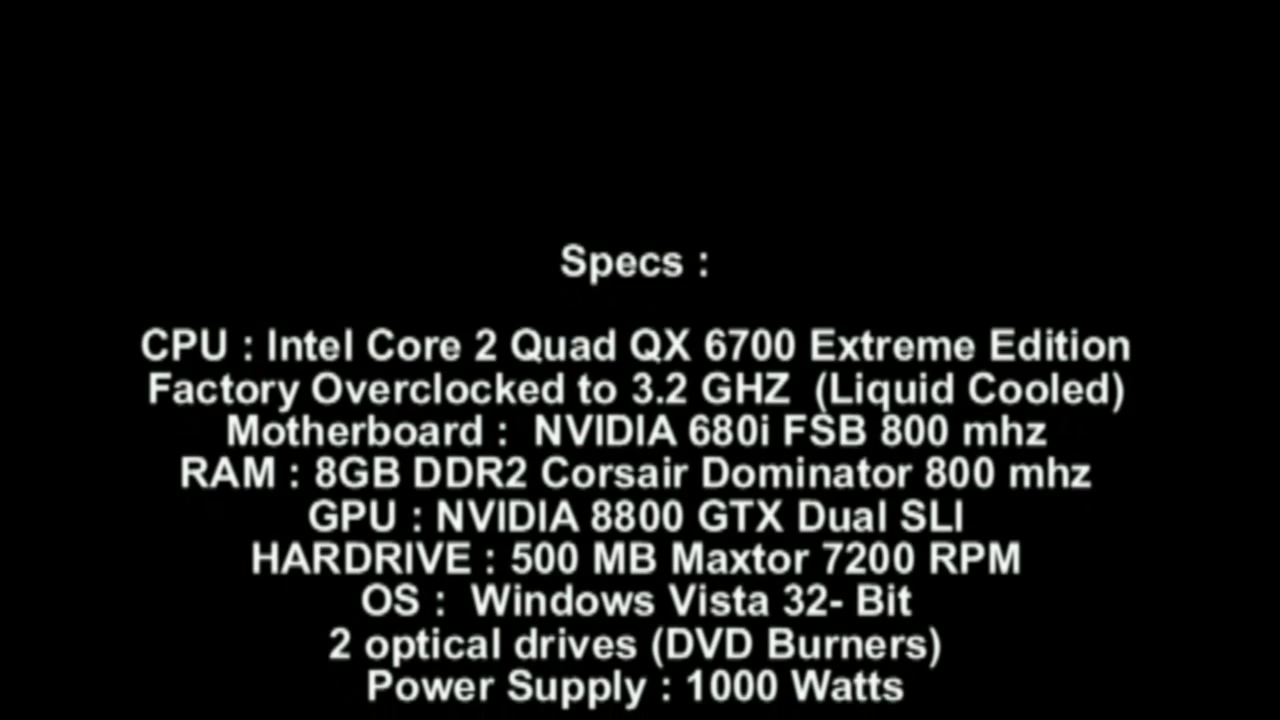 Specs :
CPU : Intel Core 2 Quad QX 6700 Extreme Edition
Factory Overclocked to 3.2 GHZ  (Liquid Cooled)
Motherboard :  NVIDIA 680i FSB 800 mhz
RAM : 8GB DDR2 Corsair Dominator 800 mhz
GPU : NVIDIA 8800 GTX Dual SLI
HARDRIVE : 500 MB Maxtor 7200 RPM
OS :  Windows Vista 32- Bit
2 optical drives (DVD Burners)
Power Supply : 1000 Watts